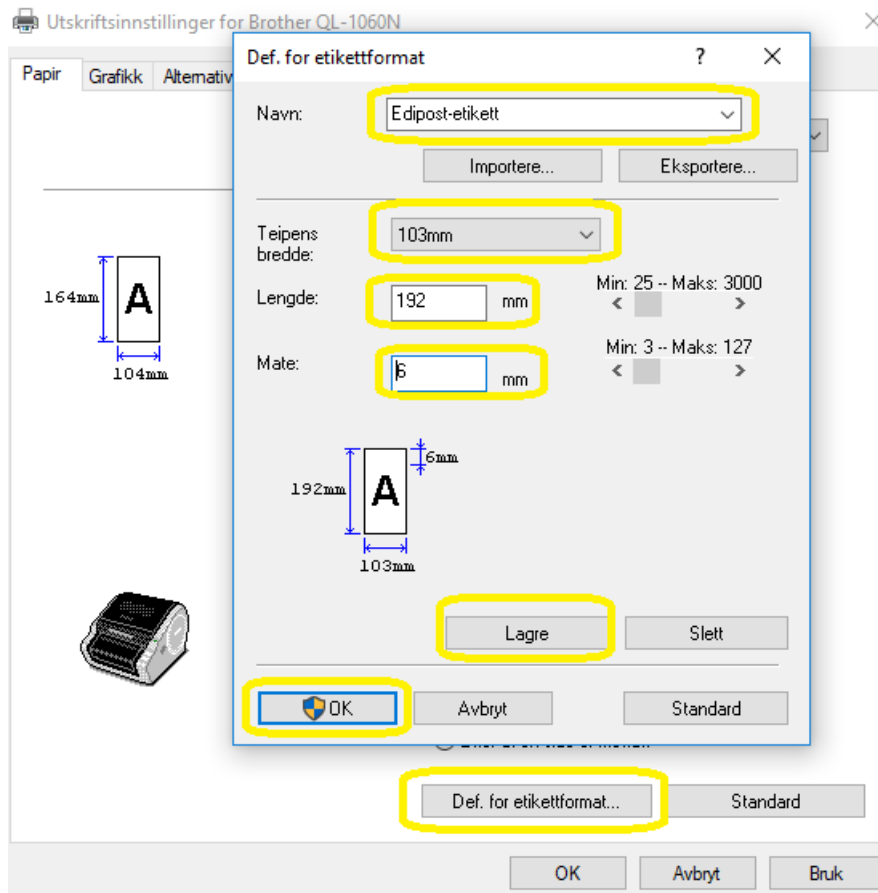 Utskriftsinnstillinger for Brother QL-1060N
Papir Grafikk Alternativ
164mm
A
104mm
Def. for etikettformat ?
Navn: Edipost-etikett
Importere... Eksportere...
Teipens bredde: 103mm
Lengde: 192 mm Min: 25 -- Maks: 3000
Mate: 6 mm Min: 3 -- Maks: 127
6mm
192mm
A
103mm
Lagre Slett
OK Avbryt Standard
Def. for etikettformat... Standard
OK Avbryt Bruk